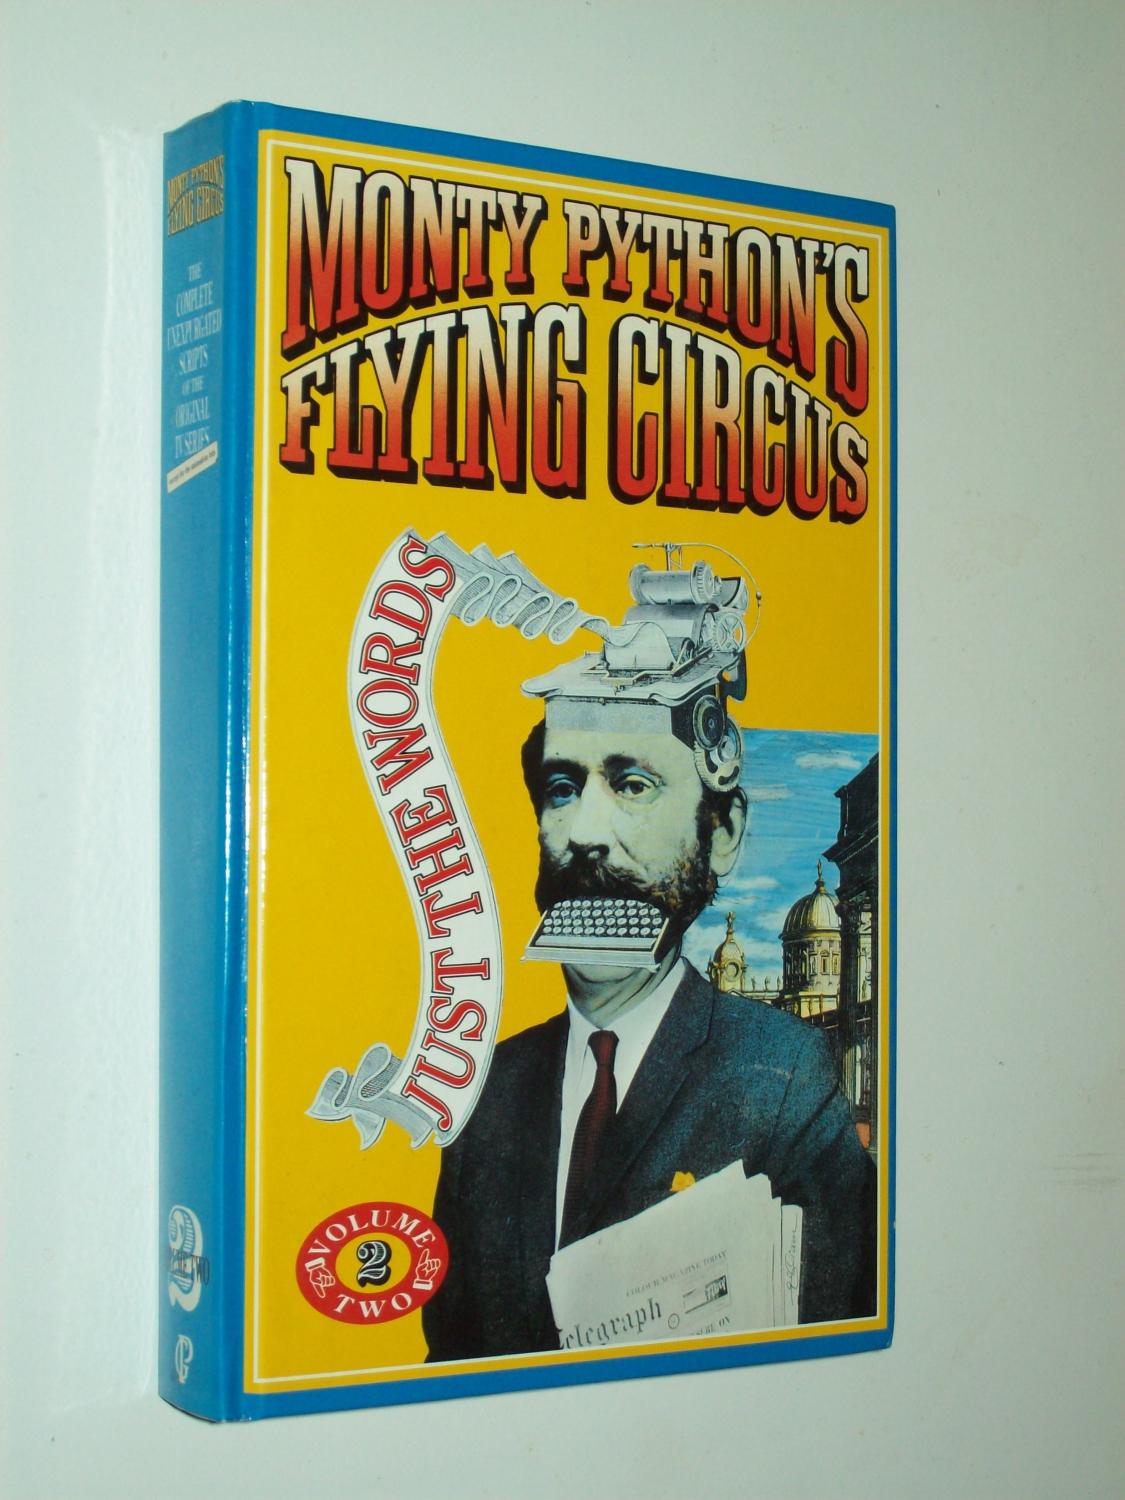 MONTY PYTHON'S
FLYING CIRCUS
JUST THE WORDS
VOLUME
2
TWO
COLOUR MAGAZINE TODAY
elegraph
MONTY PYTHON'S
FLYING CIRCUS
THE
COMPLETE
UNEXPURGATED
SCRIPTS
OF THE
ORIGINAL
TV SERIES
2